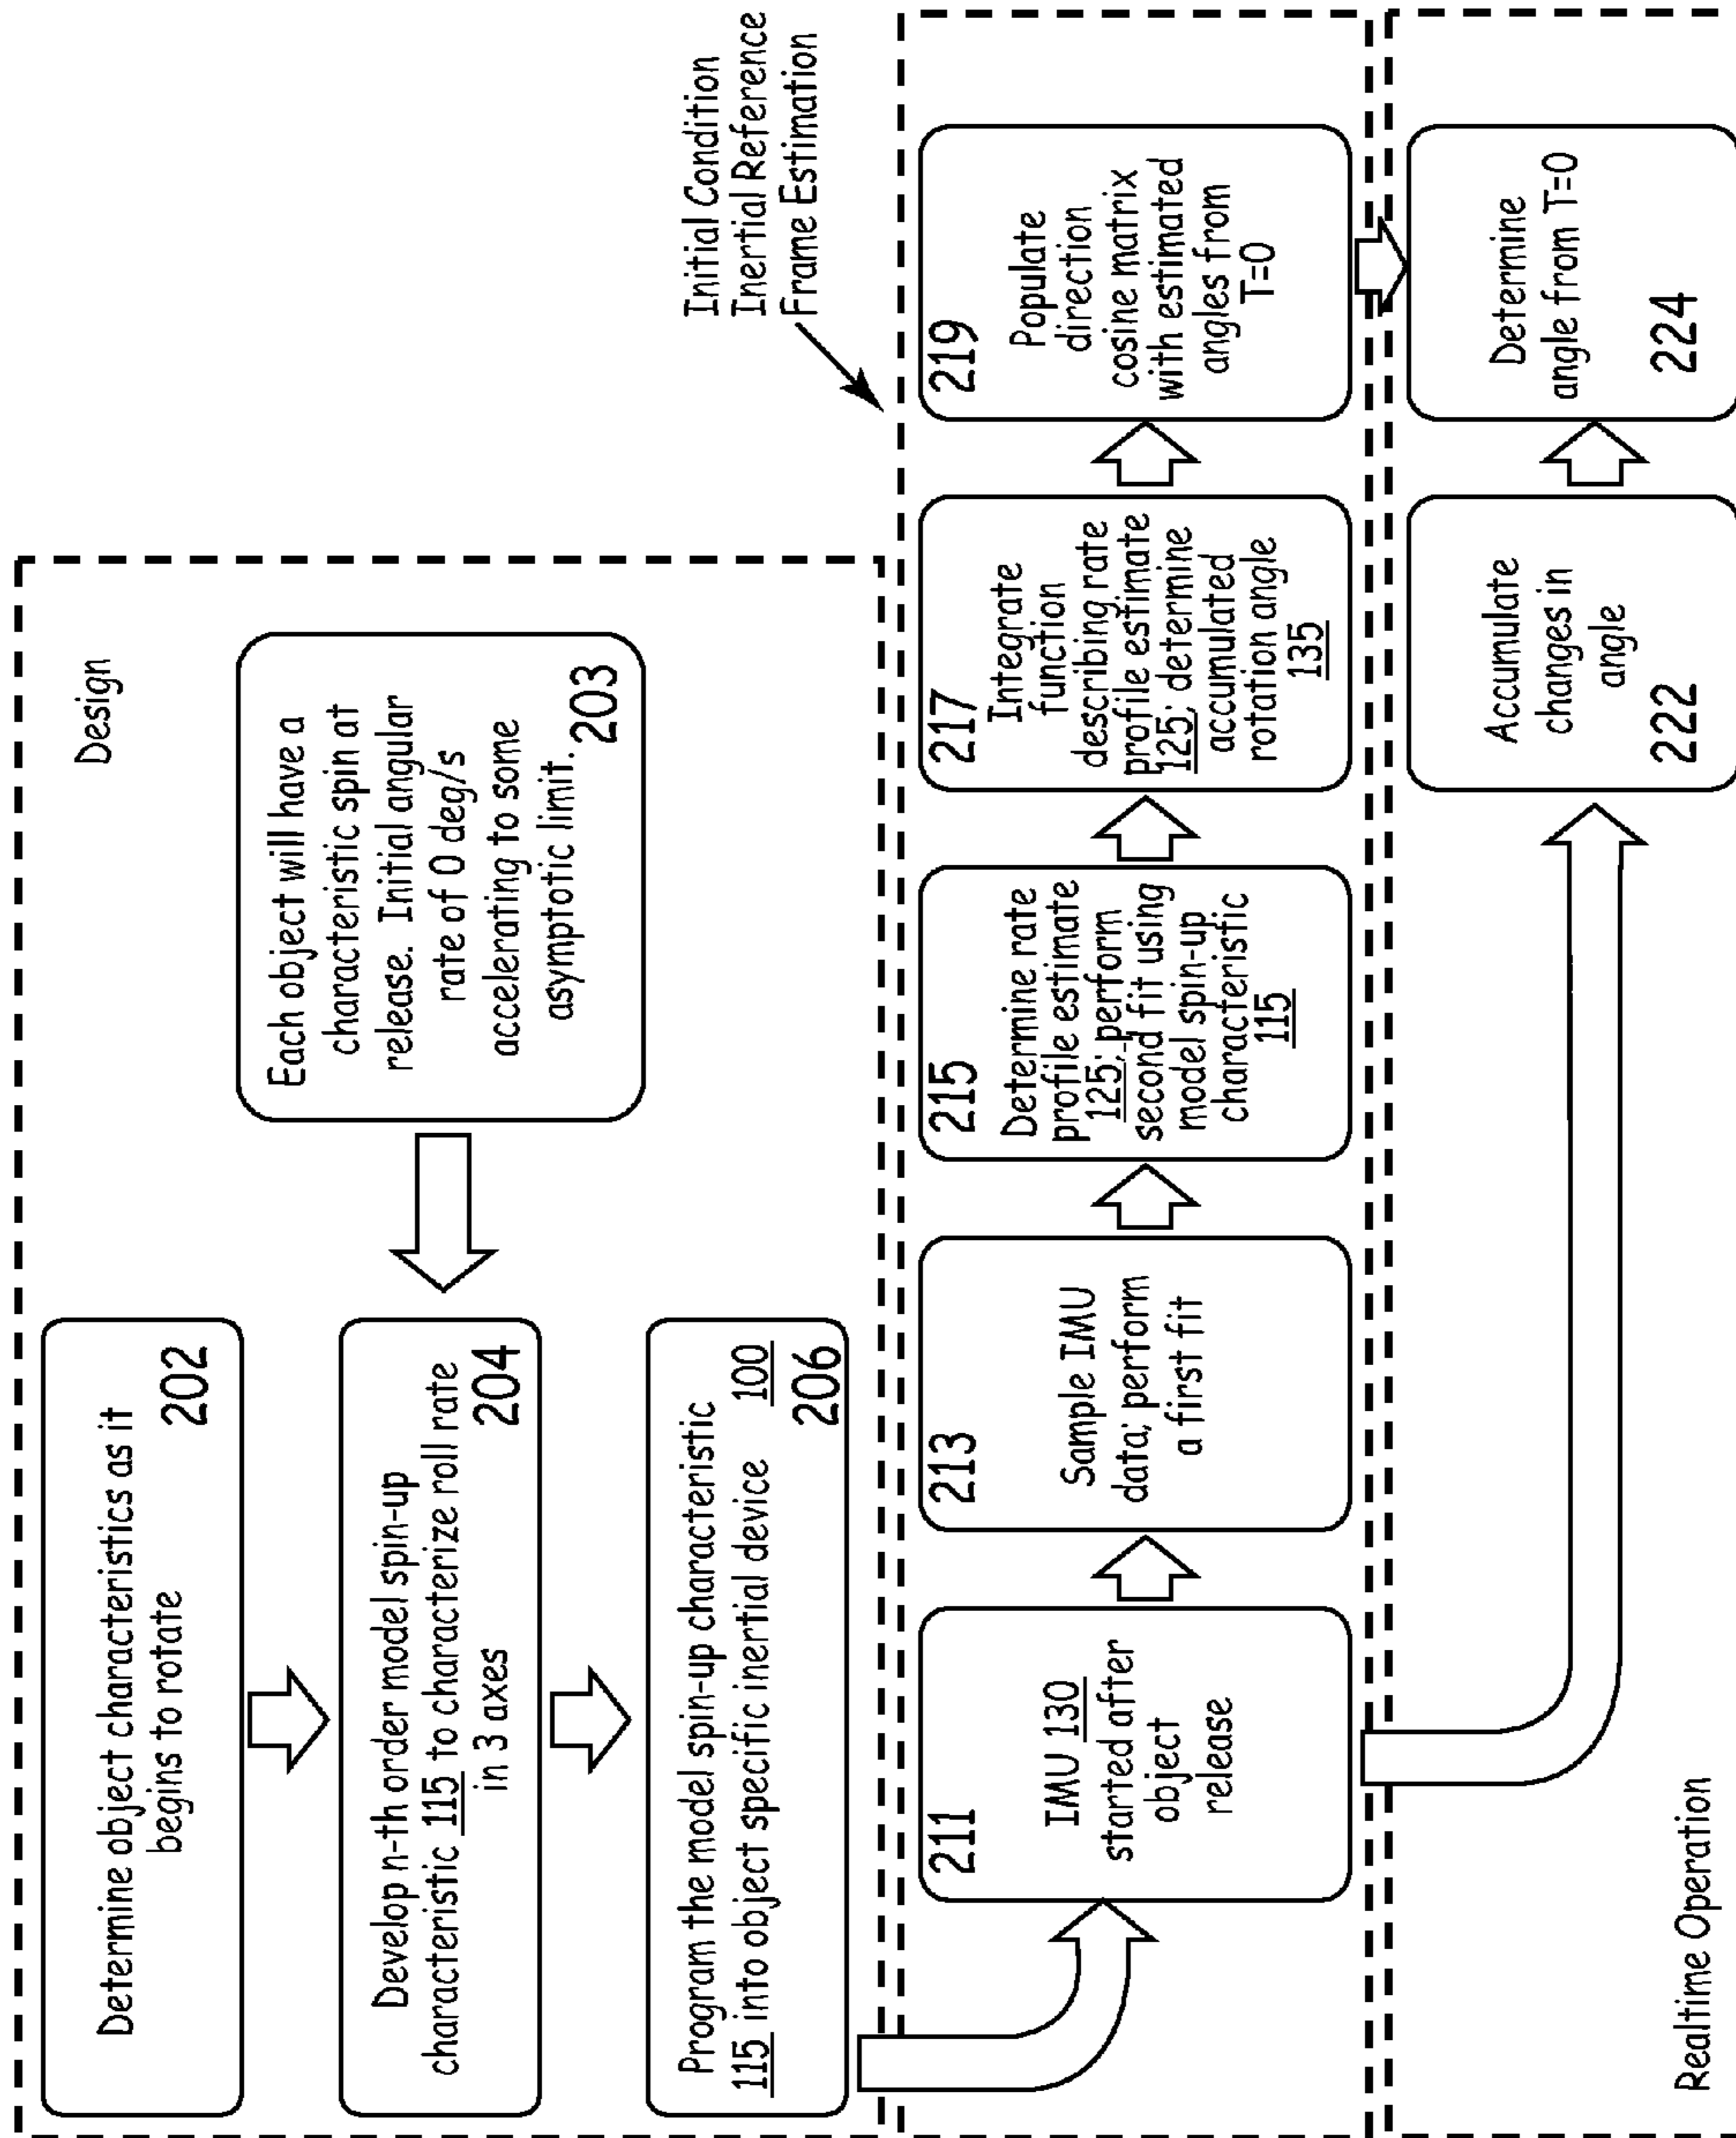 Design
Determine object characteristics as it
begins to rotate
202
Each object will have a
characteristic spin at
release. Initial angular
rate of 0 deg/s
accelerating to some
asymptotic limit.
203
Develop n-th order model spin-up
characteristic 115 to characterize roll rate
in 3 axes
204
Program the model spin-up characteristic
115 into object specific inertial device 100
206
Initial Condition
Inertial Reference
Frame Estimation
211
IMU 130
started after
object
release
213
Sample IMU
data; perform
a first fit
215
Determine rate
profile estimate
125; perform
second fit using
model spin-up
characteristic
115
217
Integrate
function
describing rate
profile estimate
125; determine
accumulated
rotation angle
135
219
Populate
direction
cosine matrix
with estimated
angles from
T=0
Accumulate
changes in
angle
222
Determine
angle from T=0
224
Realtime Operation